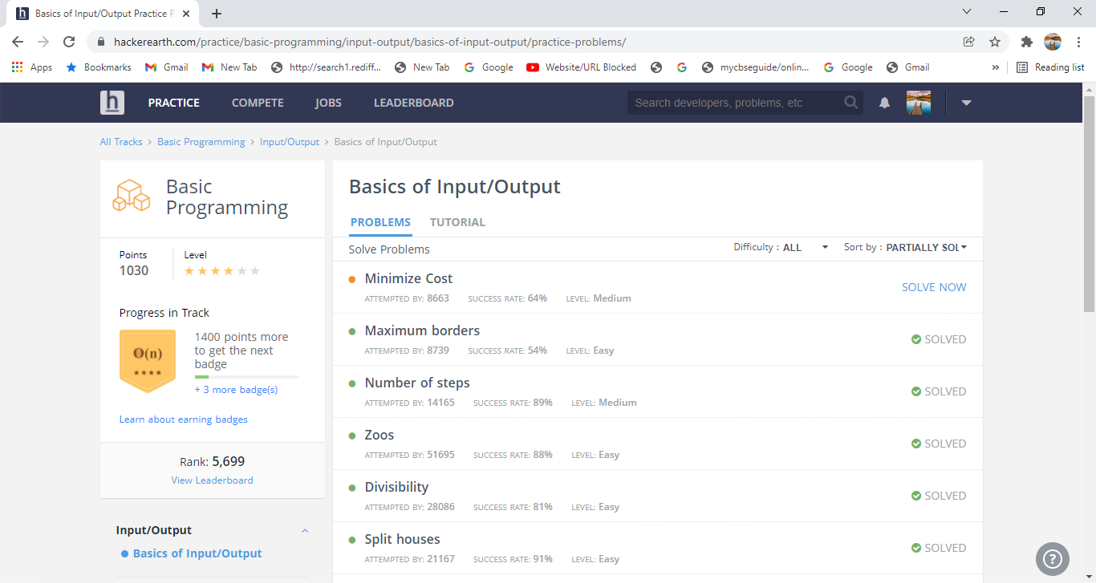 Basics of Input/Output Practice P
hackerearth.com/practice/basic-programming/input-output/basics-of-input-output/practice-problems/
Apps Bookmarks Gmail New Tab http://search1.rediff... New Tab Google Website/URL Blocked mycbseguide/onlin... Google Gmail » Reading list
h PRACTICE COMPETE JOBS LEADERBOARD Search developers, problems, etc
All Tracks > Basic Programming > Input/Output > Basics of Input/Output
Basic
Programming
Points Level
1030
Progress in Track
O(n)
1400 points more
to get the next
badge
+ 3 more badge(s)
Learn about earning badges
Rank: 5,699
View Leaderboard
Input/Output
Basics of Input/Output
Basics of Input/Output
PROBLEMS TUTORIAL
Solve Problems Difficulty : ALL Sort by : PARTIALLY SOL
Minimize Cost SOLVE NOW
ATTEMPTED BY: 8663 SUCCESS RATE: 64% LEVEL: Medium
Maximum borders SOLVED
ATTEMPTED BY: 8739 SUCCESS RATE: 54% LEVEL: Easy
Number of steps SOLVED
ATTEMPTED BY: 14165 SUCCESS RATE: 89% LEVEL: Medium
Zoos SOLVED
ATTEMPTED BY: 51695 SUCCESS RATE: 88% LEVEL: Easy
Divisibility SOLVED
ATTEMPTED BY: 28086 SUCCESS RATE: 81% LEVEL: Easy
Split houses SOLVED
ATTEMPTED BY: 21167 SUCCESS RATE: 91% LEVEL: Easy
?